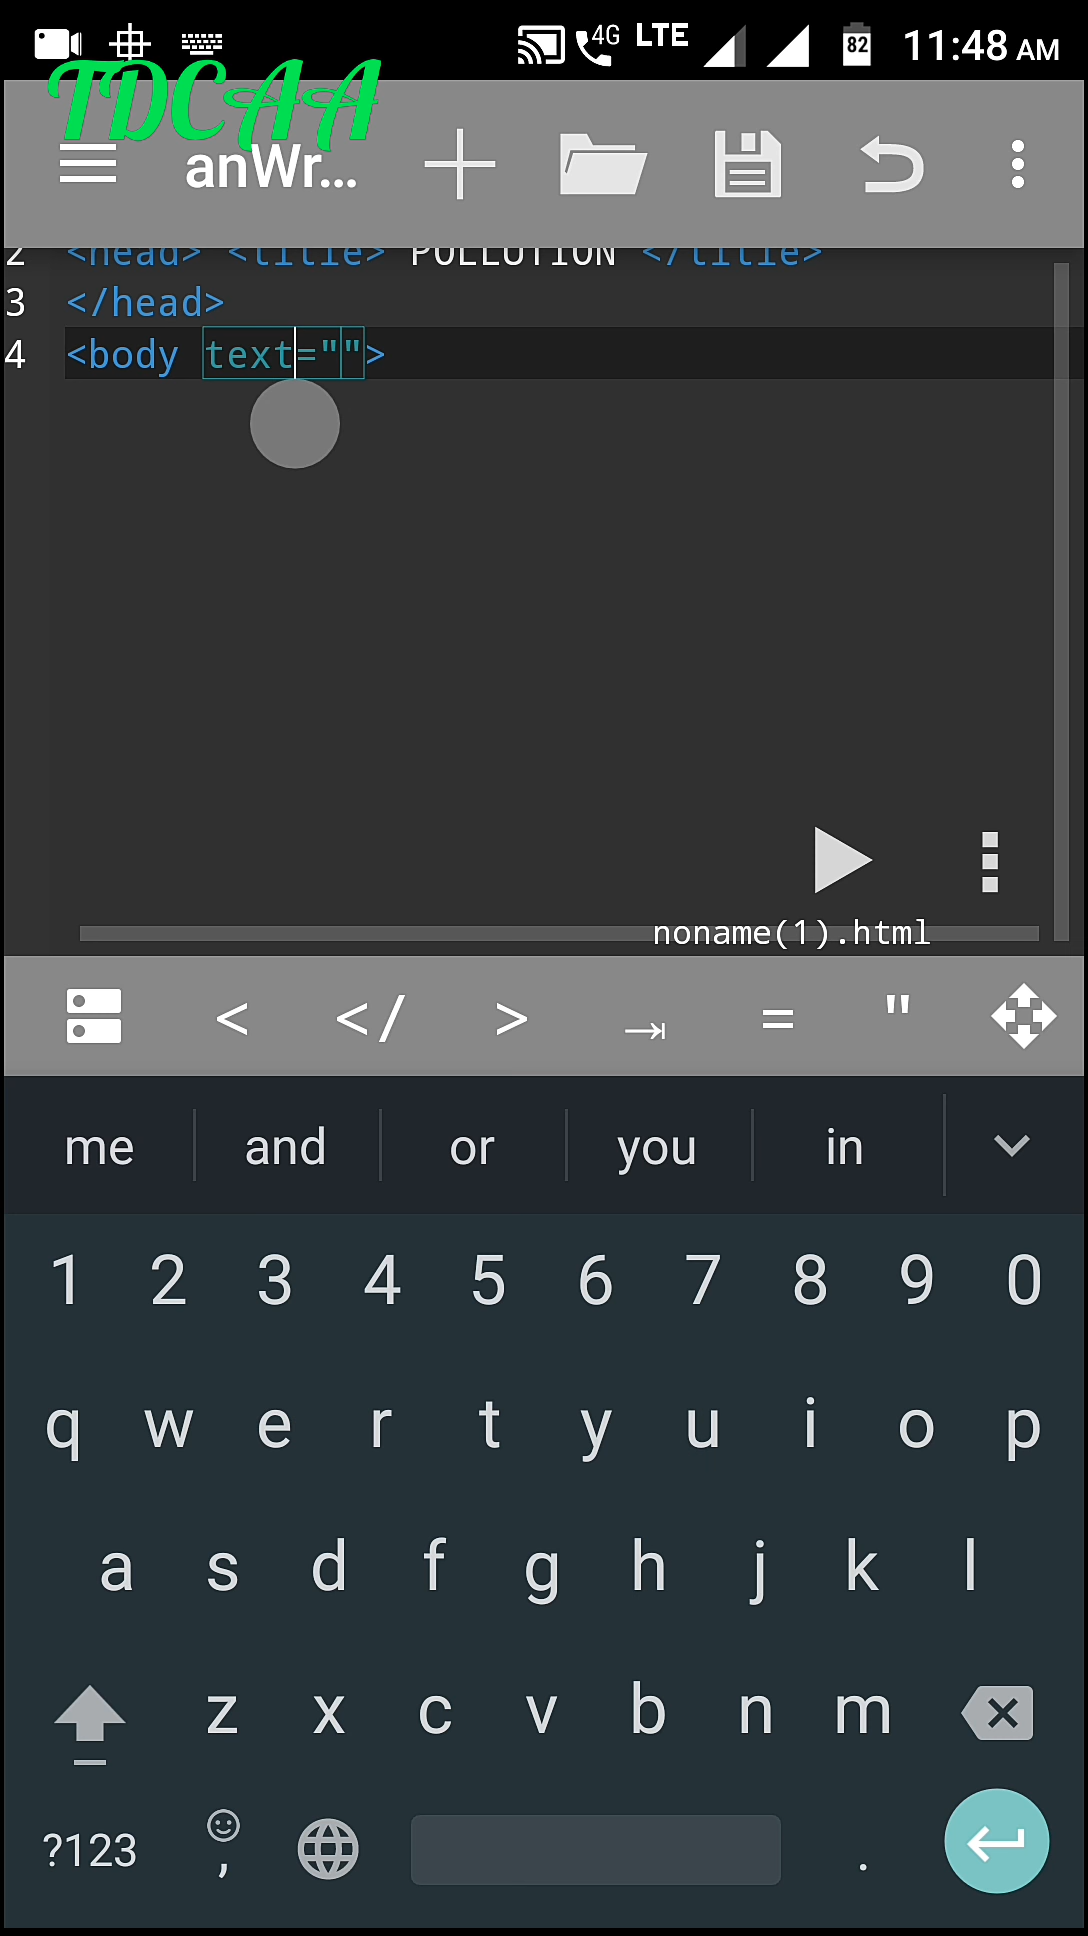 4G LTE 82 11:48 AM
TDCAA
anWr...
2 <head> <title> POLLUTION </title>
3 </head>
4 <body text="">
noname(1).html
< </ > = "
me and or you in
1 2 3 4 5 6 7 8 9 0
q w e r t y u i o p
a s d f g h j k l
z x c v b n m
?123 , .